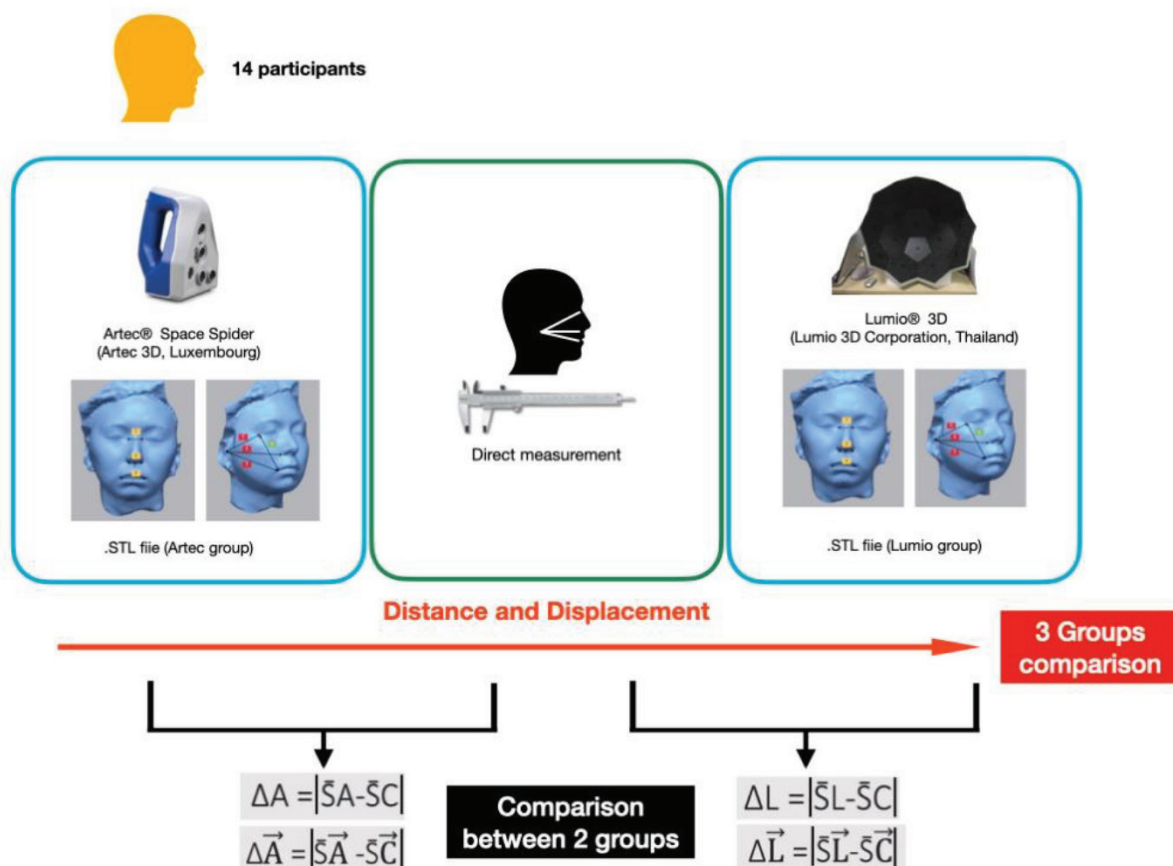 14 participants
Artec® Space Spider
(Artec 3D, Luxembourg)
.STL fiie (Artec group)
Direct measurement
Lumio® 3D
(Lumio 3D Corporation, Thailand)
.STL fiie (Lumio group)
Distance and Displacement
3 Groups
comparison
ΔA =|S̄A-S̄C|
ΔA⃗ =|S̄A⃗ -S̄C⃗|
Comparison
between 2 groups
ΔL =|S̄L-S̄C|
ΔL⃗ =|S̄L⃗-S̄C⃗|